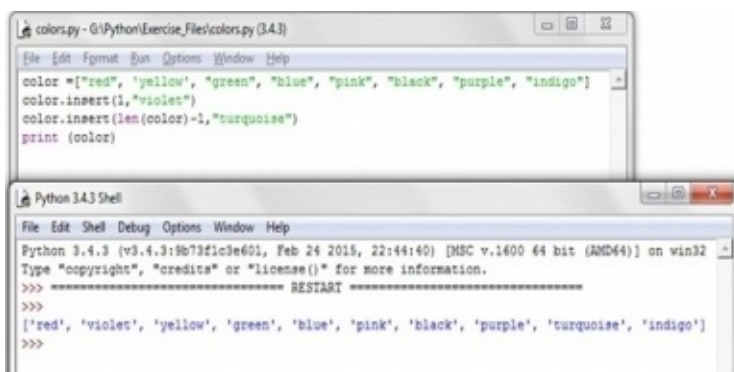 colors.py - G:\Python\Exercise_Files\colors.py (3.4.3)
File Edit Format Run Options Window Help
color =["red", 'yellow', "green", "blue", "pink", "black", "purple", "indigo"]
color.insert(1,"violet")
color.insert(len(color)-1,"turquoise")
print (color)
Python 3.4.3 Shell
File Edit Shell Debug Options Window Help
Python 3.4.3 (v3.4.3:9b73f1c3e601, Feb 24 2015, 22:44:40) [MSC v.1600 64 bit (AMD64)] on win32
Type "copyright", "credits" or "license()" for more information.
>>> ================================ RESTART ================================
>>>
['red', 'violet', 'yellow', 'green', 'blue', 'pink', 'black', 'purple', 'turquoise', 'indigo']
>>>